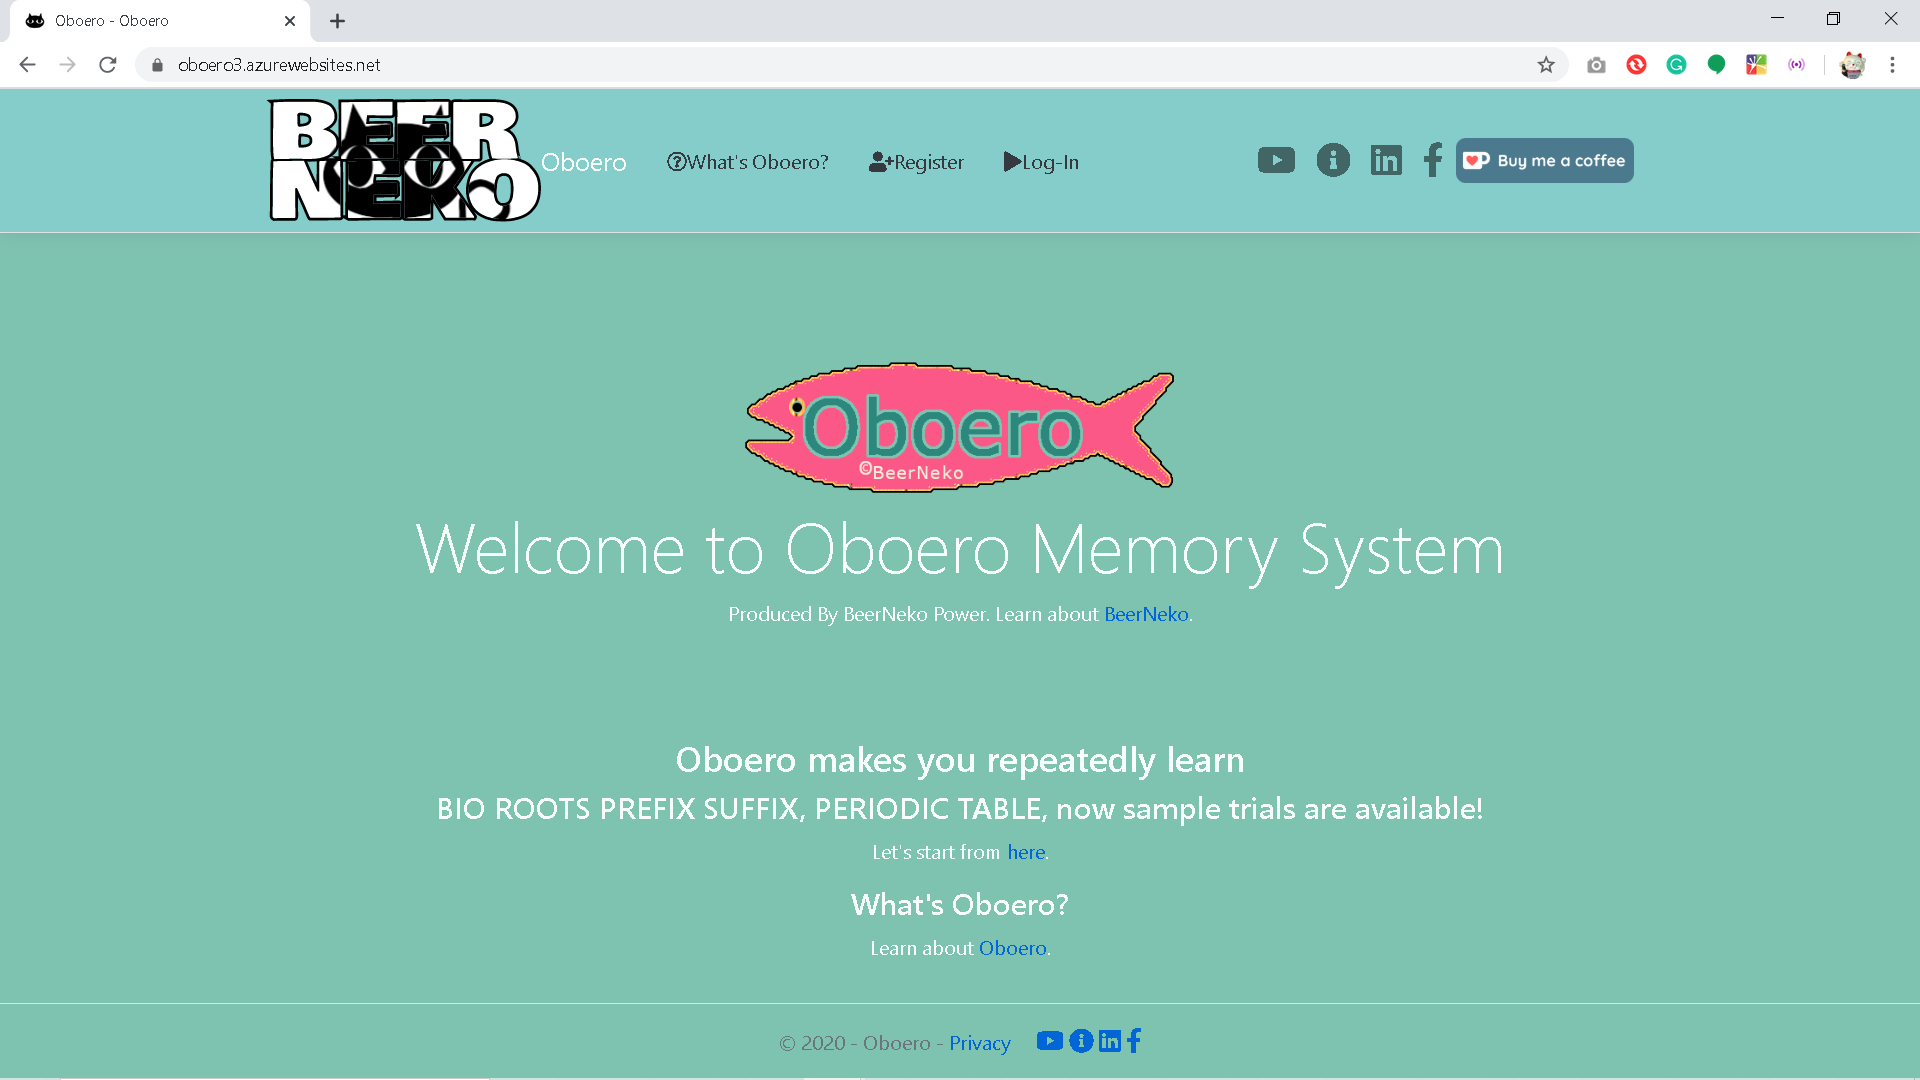 Oboero - Oboero
oboero3.azurewebsites.net
BEER
NEKO
Oboero
What's Oboero?
Register
Log-In
Buy me a coffee
Oboero
©BeerNeko
Welcome to Oboero Memory System
Produced By BeerNeko Power. Learn about BeerNeko.
Oboero makes you repeatedly learn
BIO ROOTS PREFIX SUFFIX, PERIODIC TABLE, now sample trials are available!
Let's start from here.
What's Oboero?
Learn about Oboero.
© 2020 - Oboero - Privacy